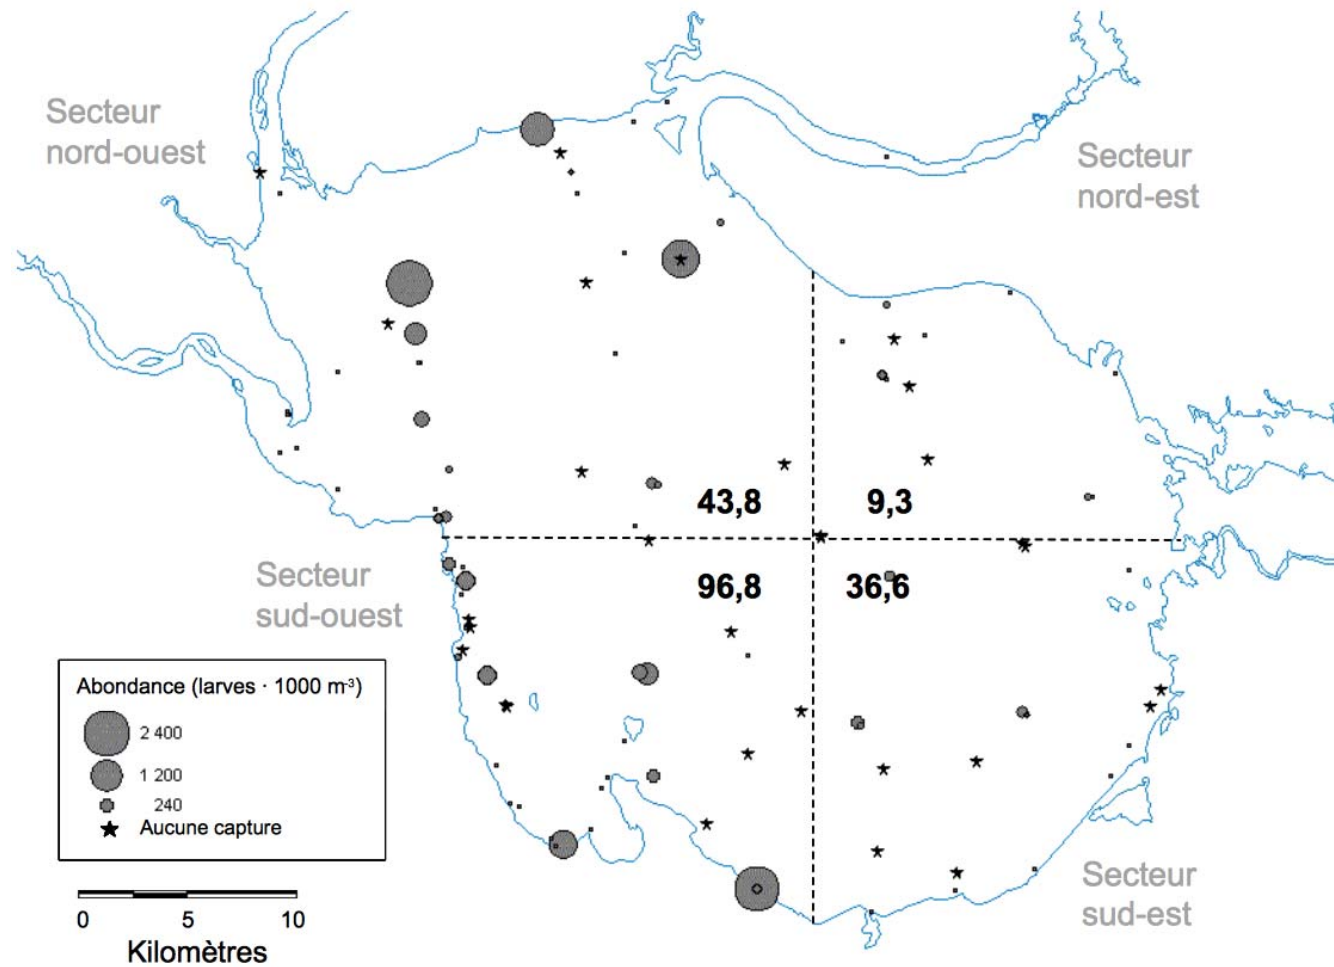 Secteur
nord-ouest
Secteur
nord-est
43,8
9,3
96,8
36,6
Secteur
sud-ouest
Abondance (larves · 1000 m⁻³)
2 400
1 200
240
Aucune capture
0 5 10
Kilomètres
Secteur
sud-est